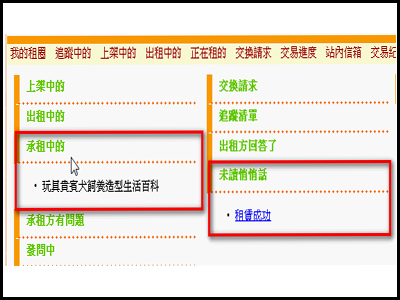 我的租圈 追蹤中的 上架中的 出租中的 正在租的 交換請求 交易進度 站內信箱 交易紀
上架中的
出租中的
承租中的
• 玩具貴賓犬飼養造型生活百科
承租方有問題
發問中
交換請求
追蹤清單
出租方回答了
未讀悄悄話
• 租賃成功